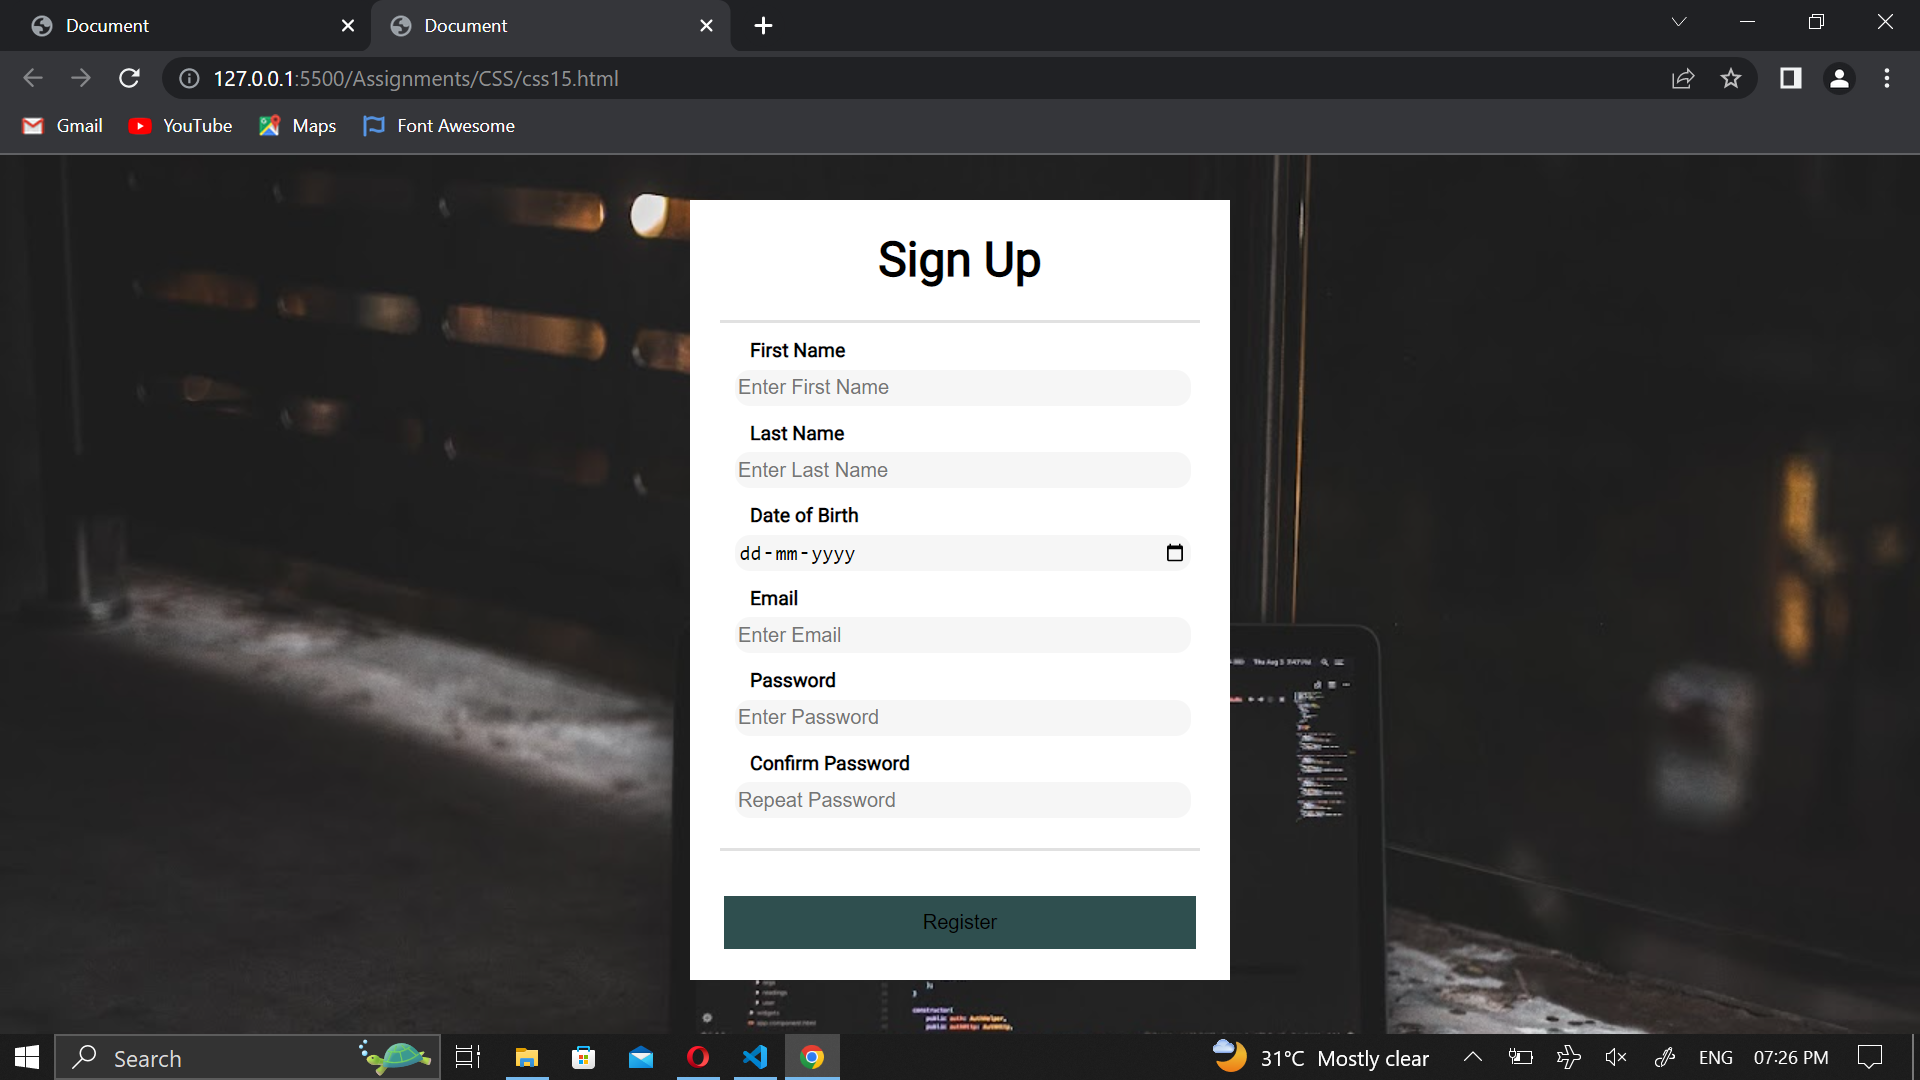 Document
Document
127.0.0.1:5500/Assignments/CSS/css15.html
Gmail YouTube Maps Font Awesome
Sign Up
First Name
Enter First Name
Last Name
Enter Last Name
Date of Birth
dd-mm-yyyy
Email
Enter Email
Password
Enter Password
Confirm Password
Repeat Password
Register
constructor(
Search
31°C Mostly clear
ENG
07:26 PM